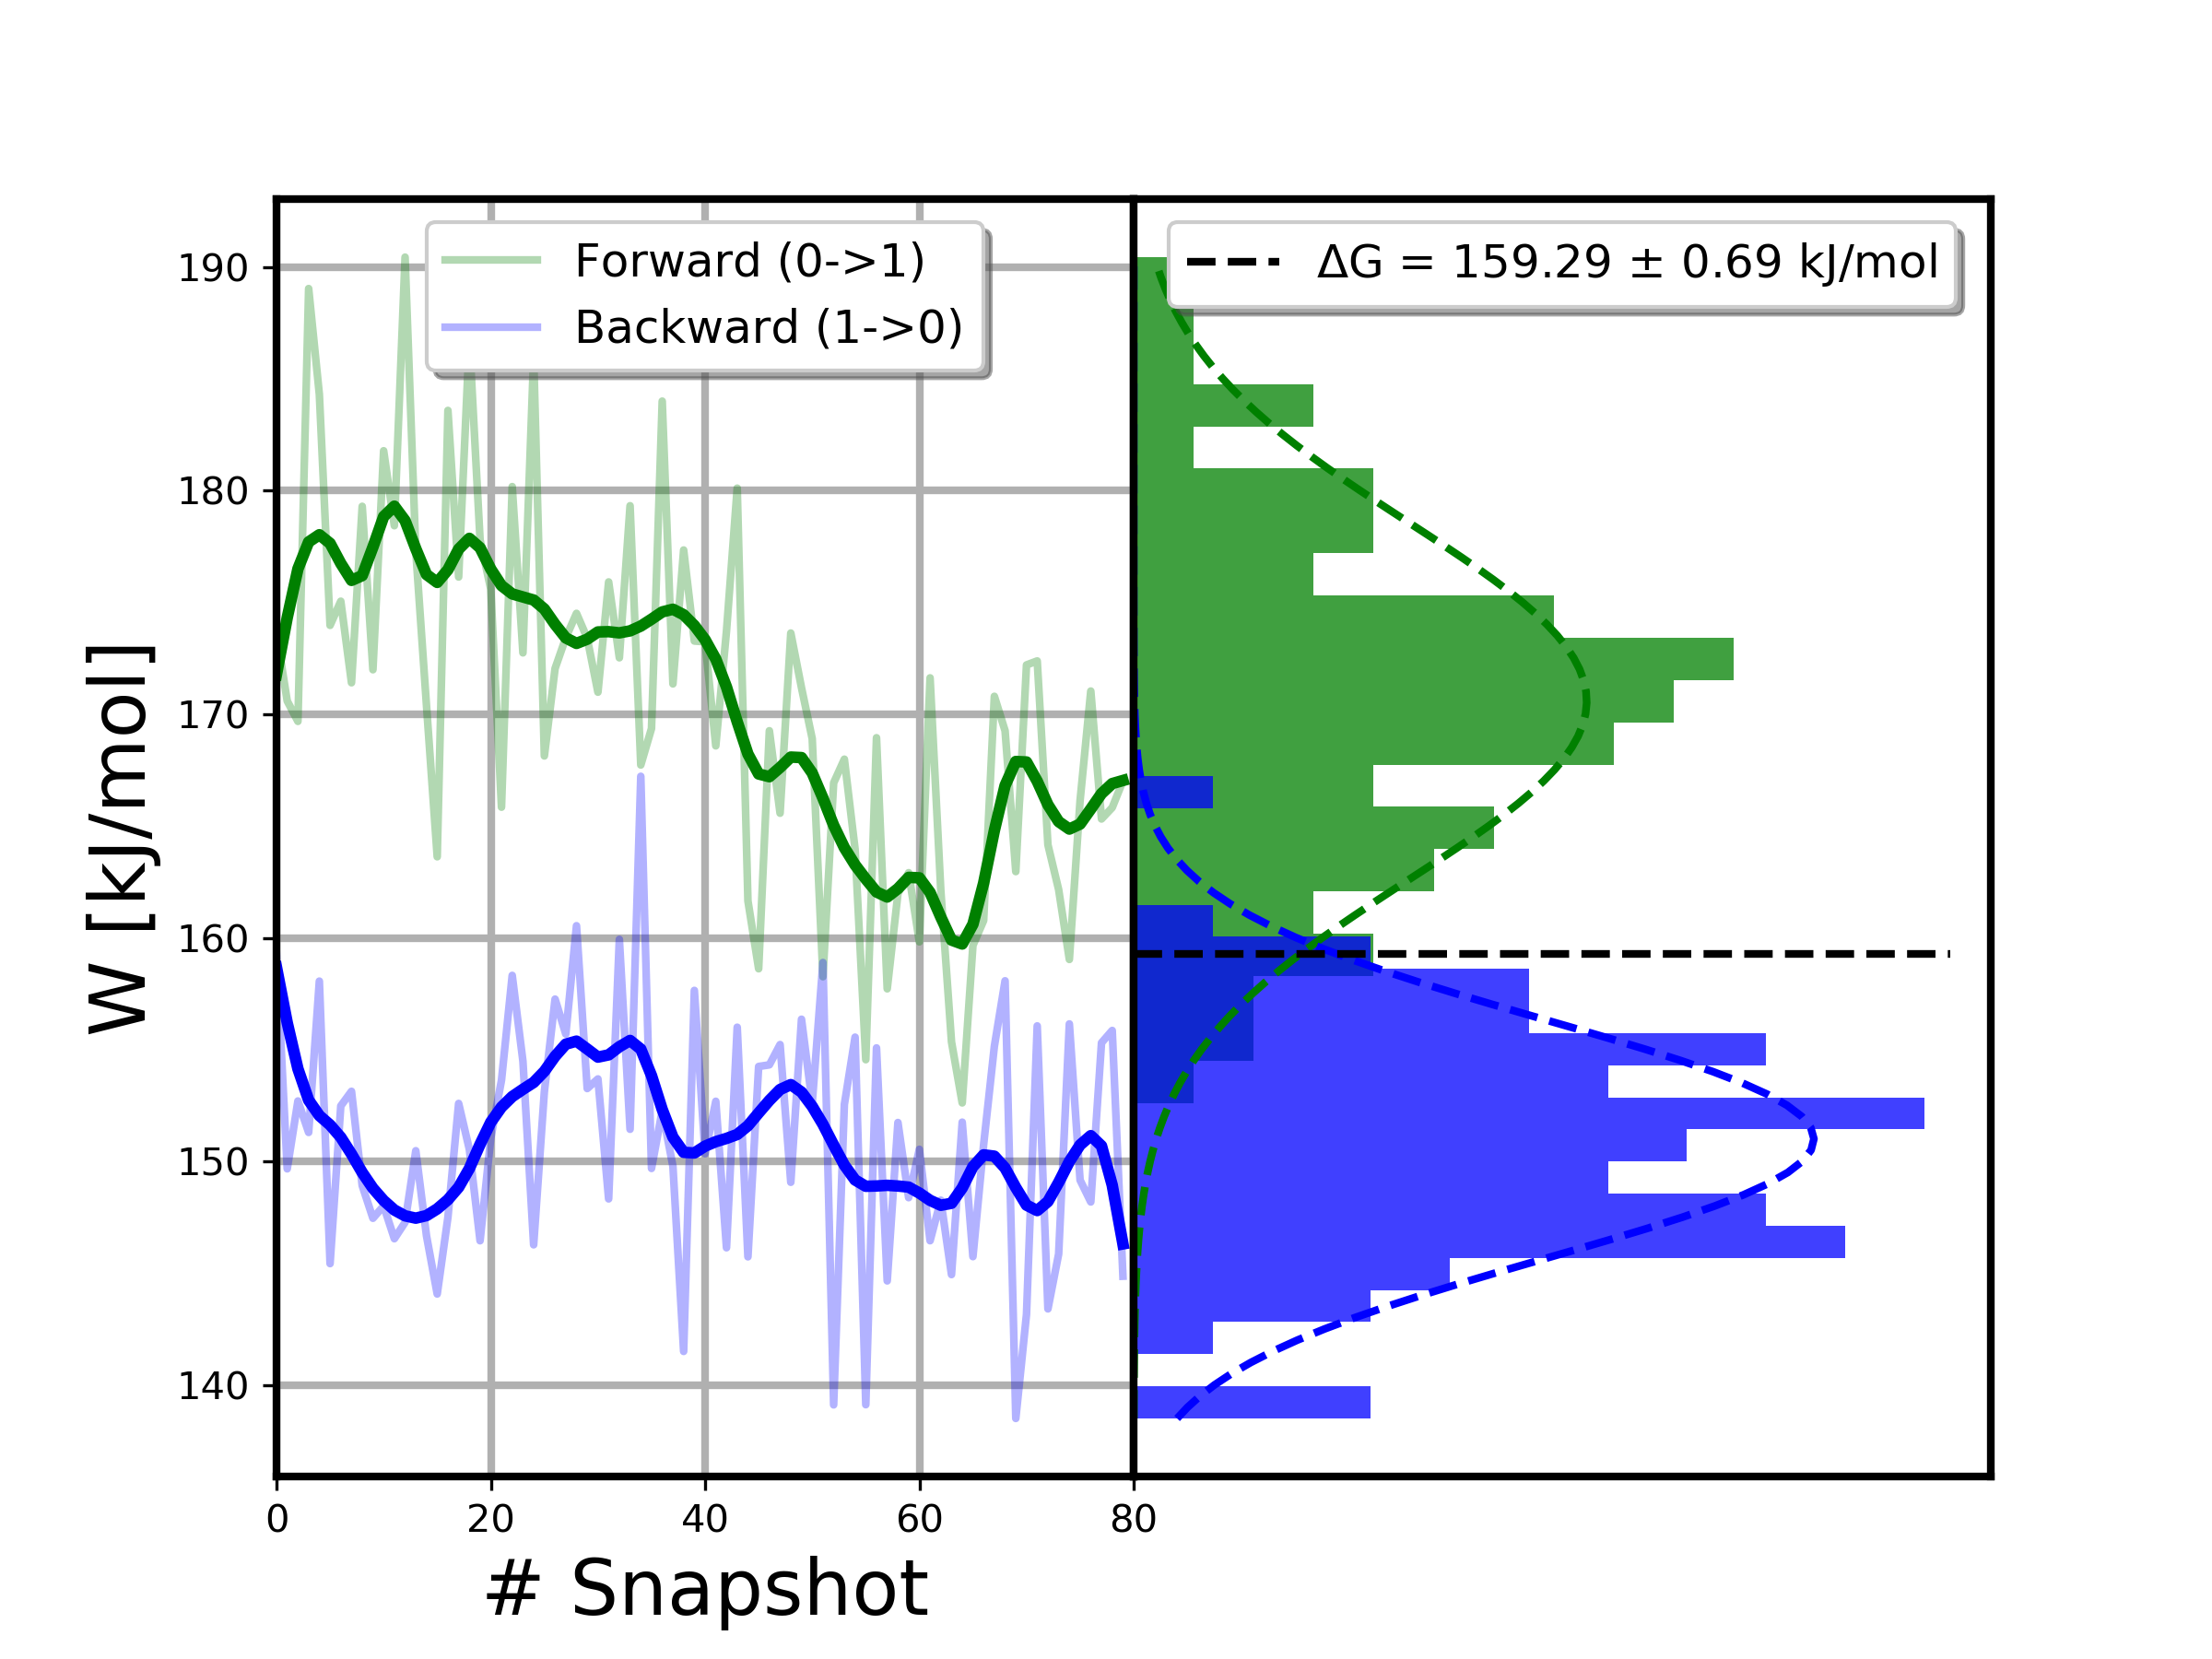 Forward (0->1)
Backward (1->0)
ΔG = 159.29 ± 0.69 kJ/mol
W [kJ/mol]
190
180
170
160
150
140
0 20 40 60 80
# Snapshot